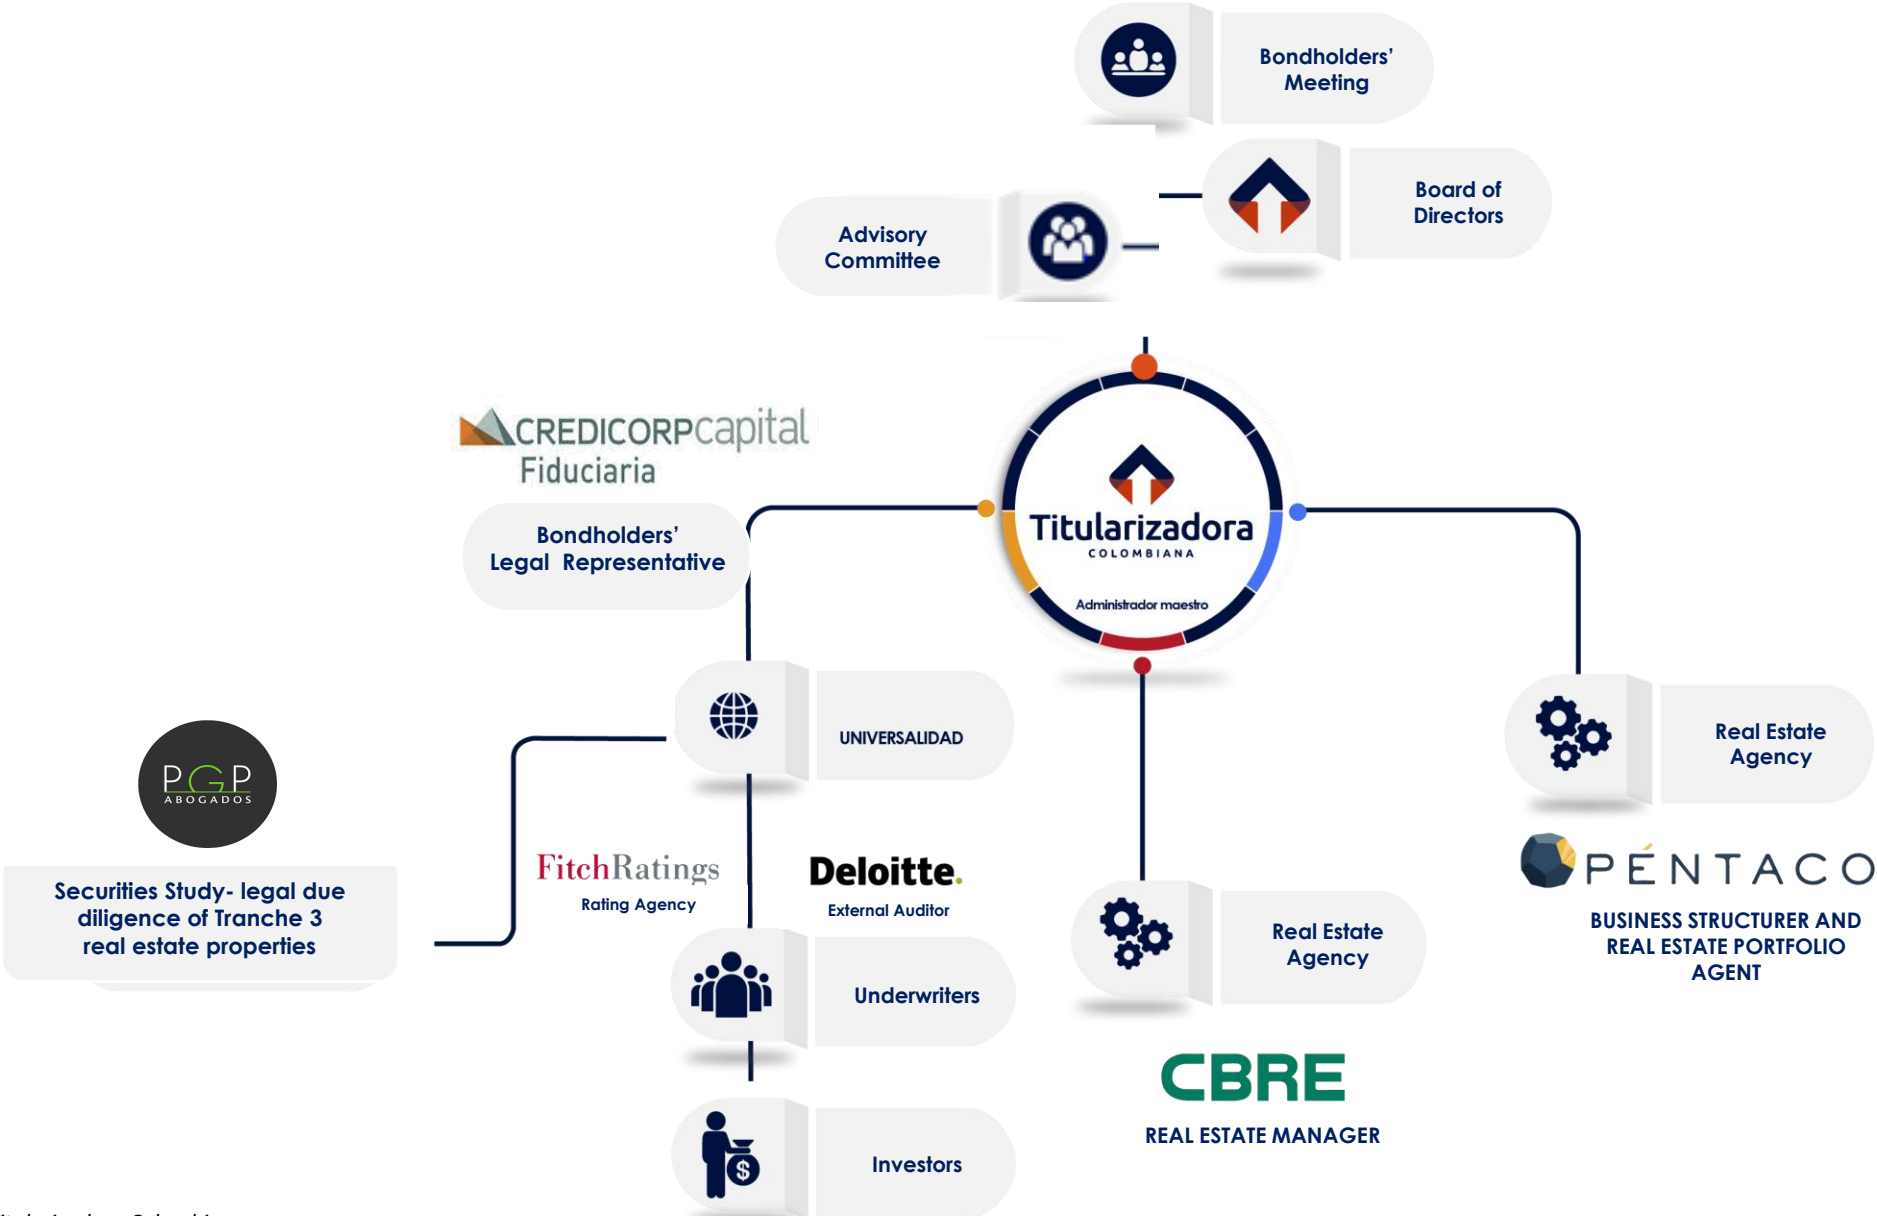 Bondholders’
Meeting
Board of
Directors
Advisory
Committee
CREDICORPcapital
Fiduciaria
Bondholders’
Legal Representative
Titularizadora
COLOMBIANA
Administrador maestro
UNIVERSALIDAD
Real Estate
Agency
PGP
ABOGADOS
Securities Study- legal due
diligence of Tranche 3
real estate properties
FitchRatings
Rating Agency
Deloitte.
External Auditor
PÉNTACO
BUSINESS STRUCTURER AND
REAL ESTATE PORTFOLIO
AGENT
Real Estate
Agency
Underwriters
CBRE
REAL ESTATE MANAGER
$
Investors